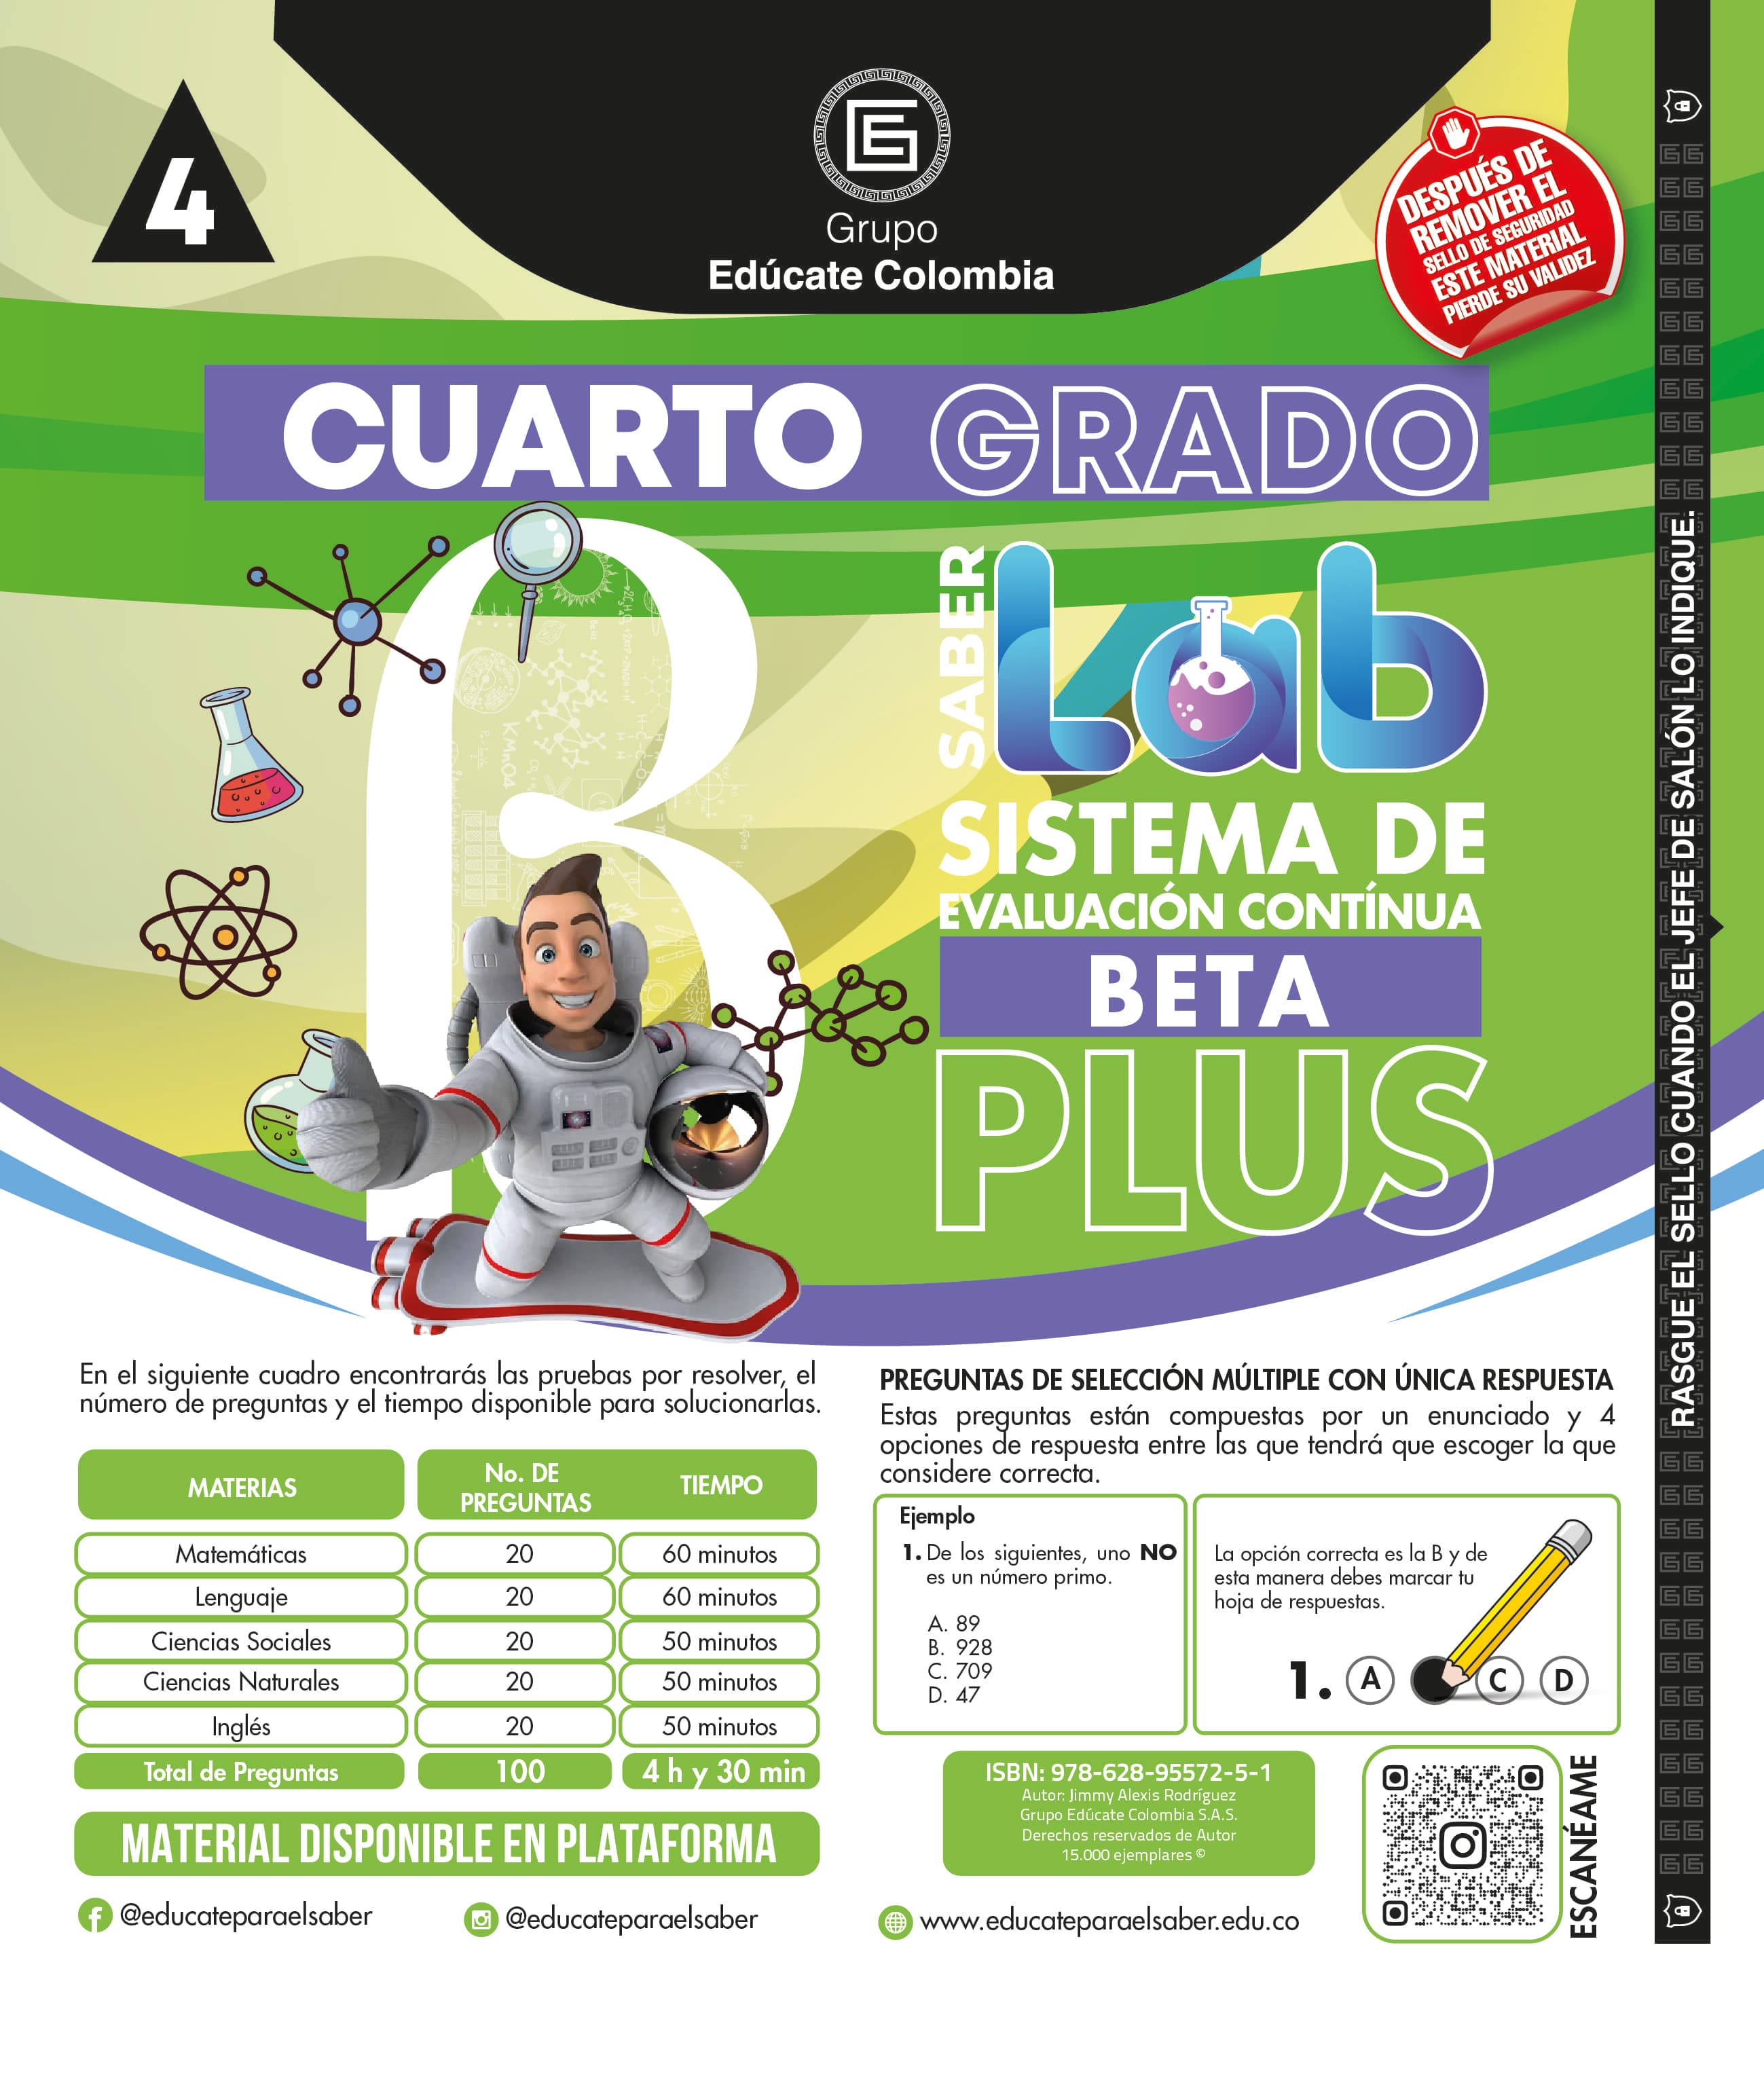 4
Grupo
Edúcate Colombia
DESPUÉS DE
REMOVER EL
SELLO DE SEGURIDAD
ESTE MATERIAL
PIERDE SU VALIDEZ
CUARTO GRADO
SABER
Lab
SISTEMA DE
EVALUACIÓN CONTÍNUA
BETA
PLUS
RASGUE EL SELLO CUANDO EL JEFE DE SALÓN LO INDIQUE.
En el siguiente cuadro encontrarás las pruebas por resolver, el
número de preguntas y el tiempo disponible para solucionarlas.
MATERIAS No. DE PREGUNTAS TIEMPO
Matemáticas 20 60 minutos
Lenguaje 20 60 minutos
Ciencias Sociales 20 50 minutos
Ciencias Naturales 20 50 minutos
Inglés 20 50 minutos
Total de Preguntas 100 4 h y 30 min
MATERIAL DISPONIBLE EN PLATAFORMA
@educateparaelsaber @educateparaelsaber
PREGUNTAS DE SELECCIÓN MÚLTIPLE CON ÚNICA RESPUESTA
Estas preguntas están compuestas por un enunciado y 4
opciones de respuesta entre las que tendrá que escoger la que
considere correcta.
Ejemplo
1. De los siguientes, uno NO
es un número primo.
A. 89
B. 928
C. 709
D. 47
La opción correcta es la B y de
esta manera debes marcar tu
hoja de respuestas.
1. A C D
ISBN: 978-628-95572-5-1
Autor: Jimmy Alexis Rodríguez
Grupo Edúcate Colombia S.A.S.
Derechos reservados de Autor
15.000 ejemplares ©
www.educateparaelsaber.edu.co
ESCANÉAME